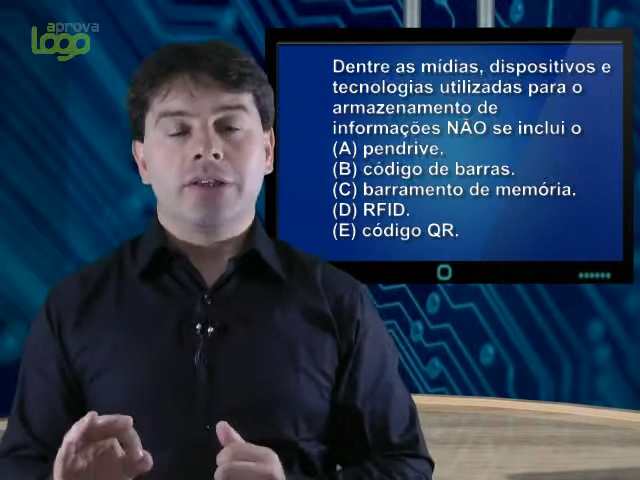 aprova
logo
Dentre as mídias, dispositivos e
tecnologias utilizadas para o
armazenamento de
informações NÃO se inclui o
(A) pendrive.
(B) código de barras.
(C) barramento de memória.
(D) RFID.
(E) código QR.